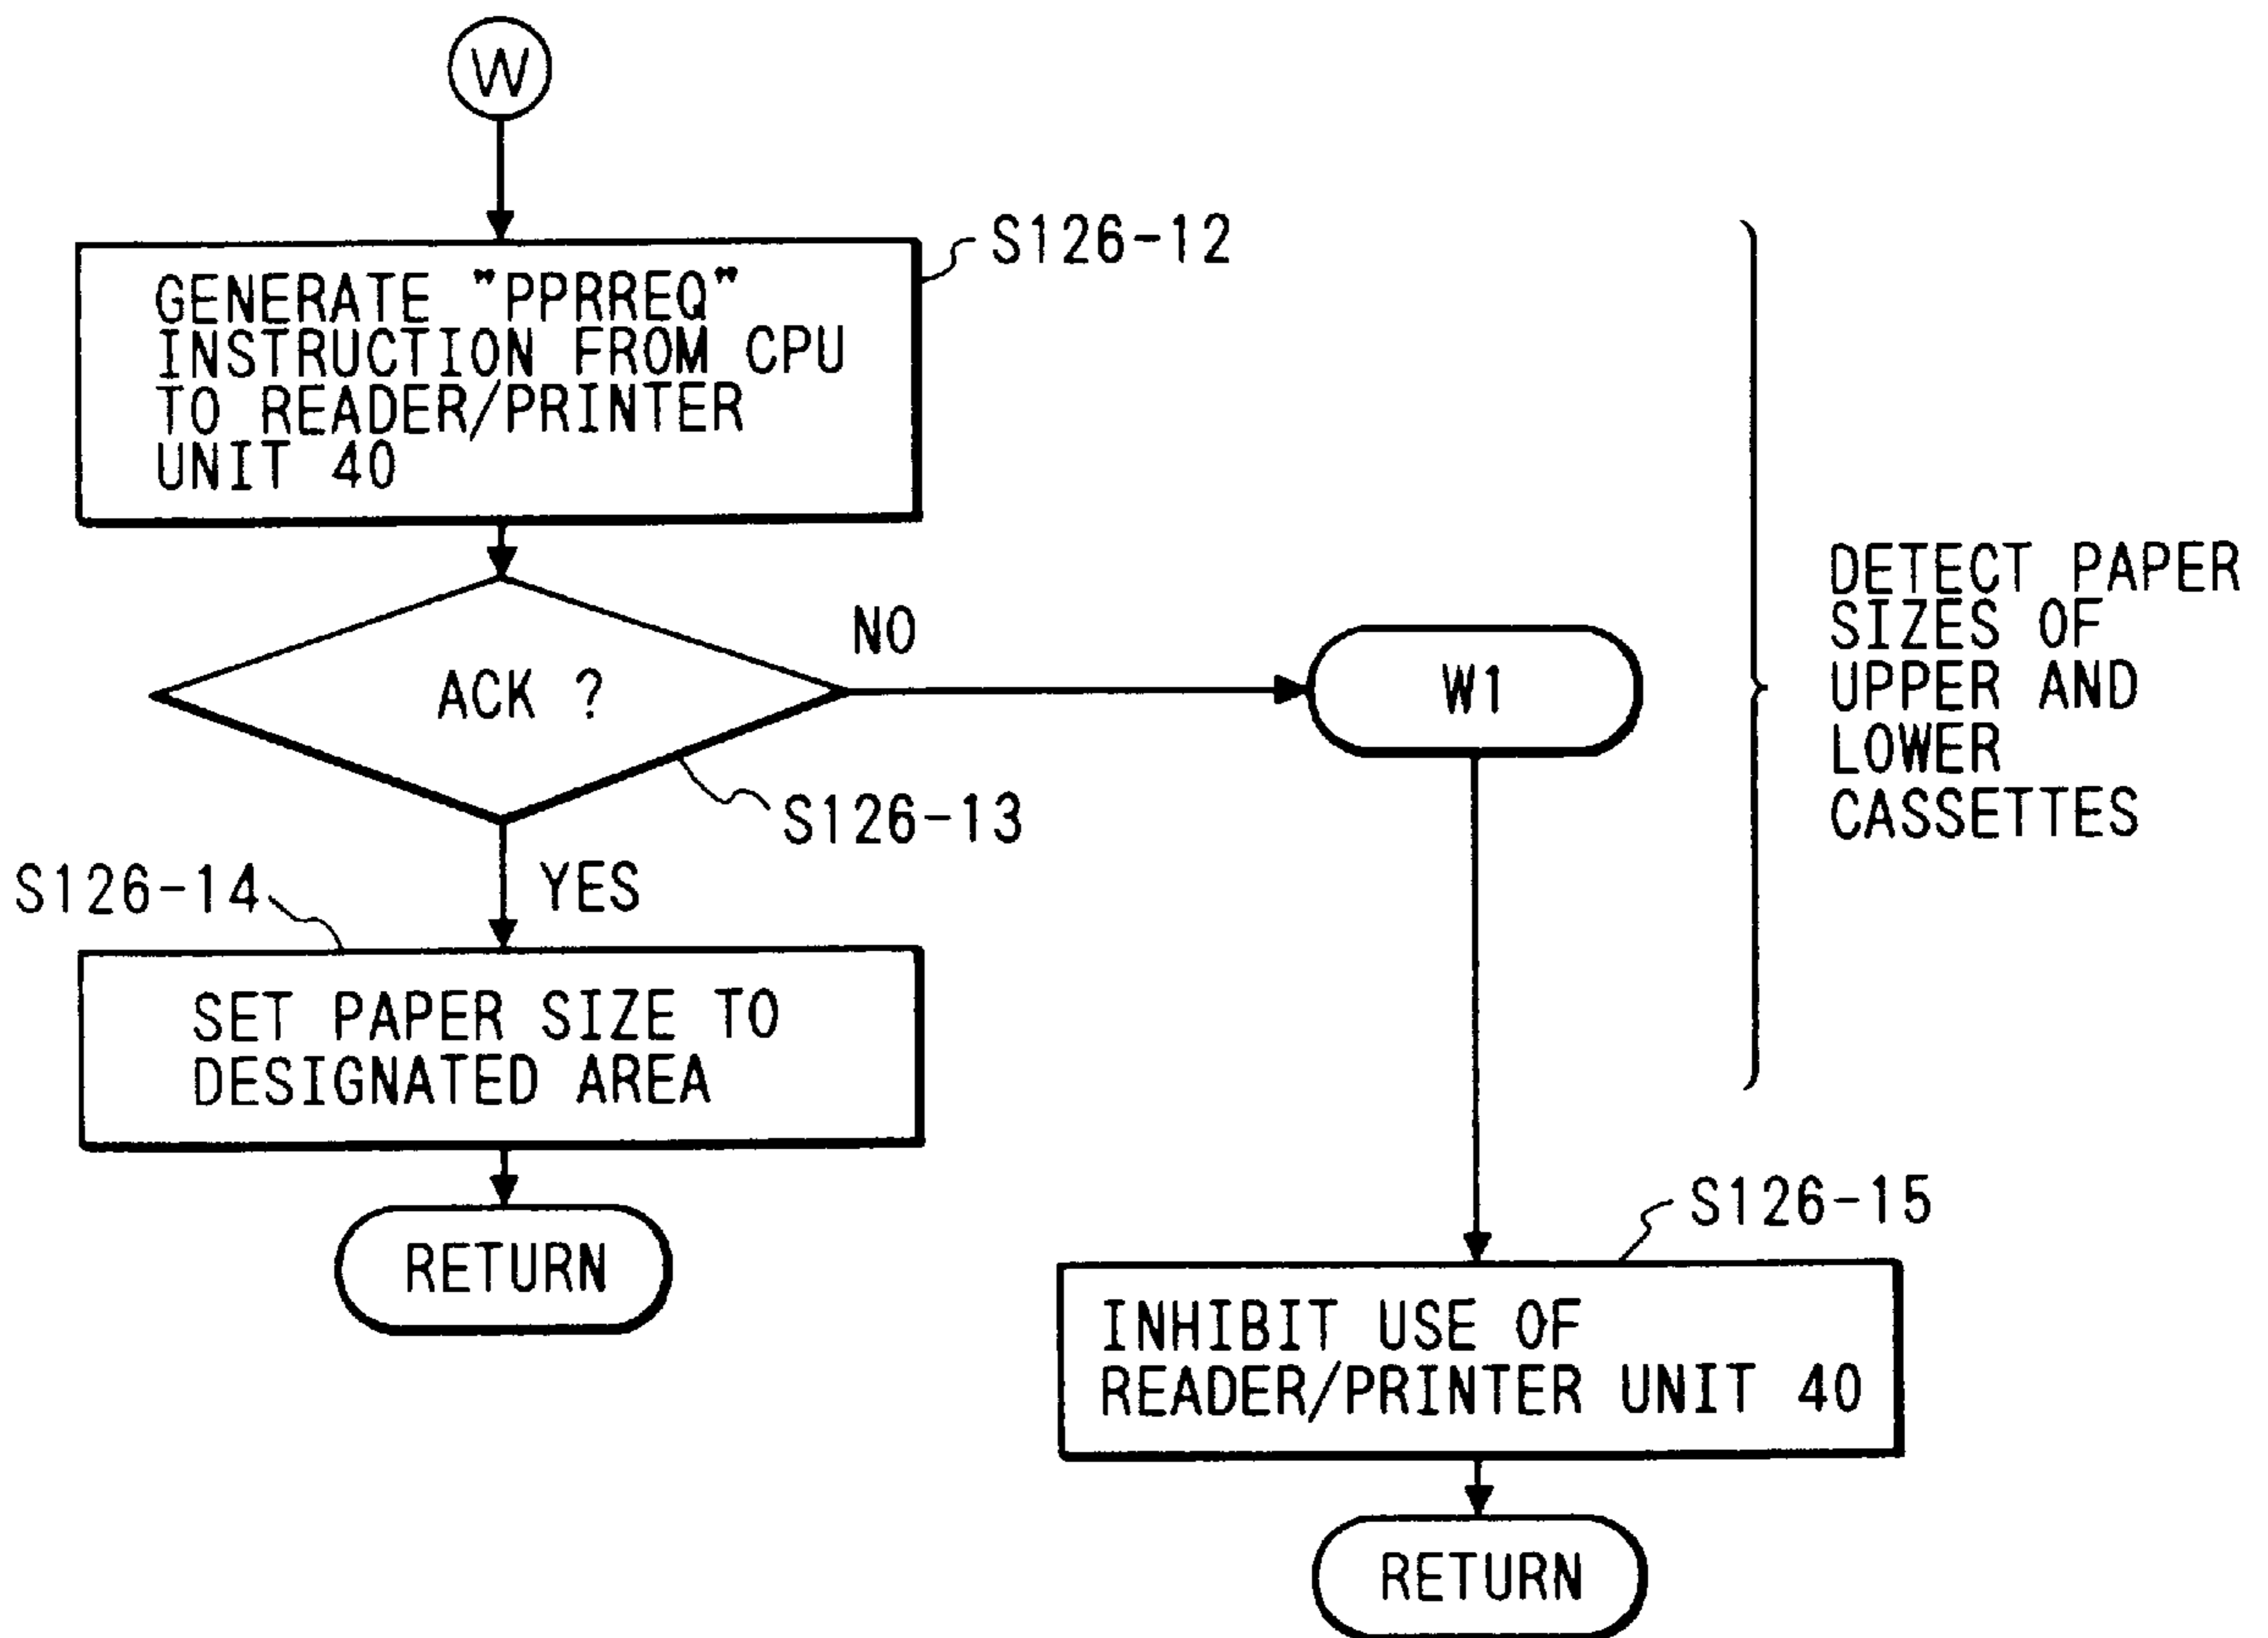 W
S126-12
GENERATE "PPRREQ"
INSTRUCTION FROM CPU
TO READER/PRINTER
UNIT 40
DETECT PAPER
SIZES OF
UPPER AND
LOWER
CASSETTES
NO
ACK ?
W1
S126-13
YES
S126-14
SET PAPER SIZE TO
DESIGNATED AREA
RETURN
S126-15
INHIBIT USE OF
READER/PRINTER UNIT 40
RETURN